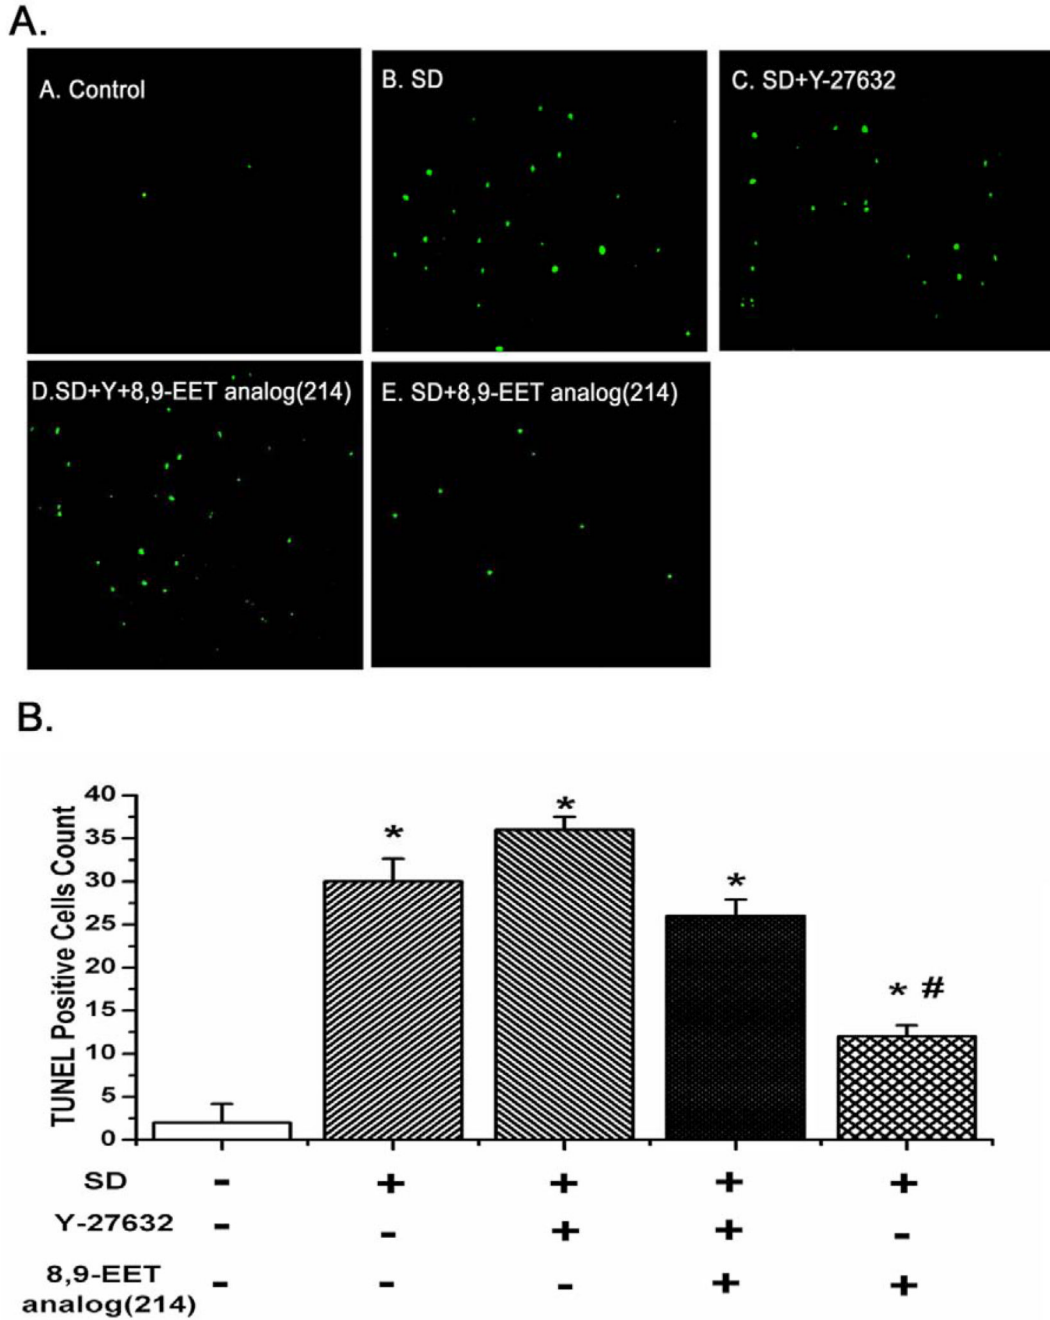 A.
A. Control
B. SD
C. SD+Y-27632
D.SD+Y+8,9-EET analog(214)
E. SD+8,9-EET analog(214)
B.
TUNEL Positive Cells Count
40
35
30
25
20
15
10
5
0
*
*
*
* #
SD - + + + +
Y-27632 - - + + -
8,9-EET
analog(214) - - - + +